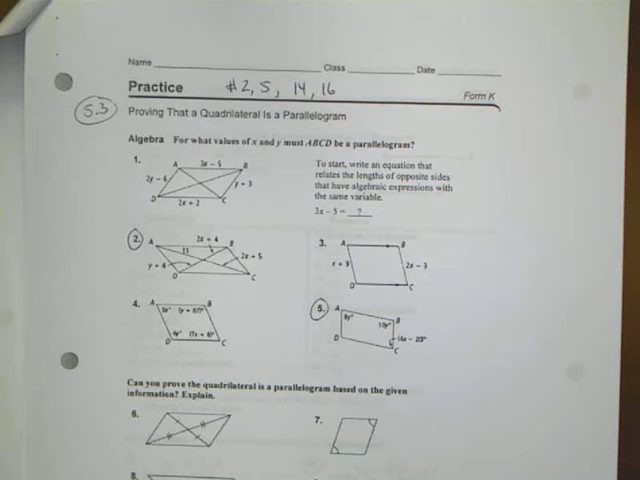 Name Class Date
Practice #2, 5, 14, 16
Form K
5.3 Proving That a Quadrilateral Is a Parallelogram
Algebra For what values of x and y must ABCD be a parallelogram?
1. A 3x – 5 B
2y – 6 y + 3
D 2x + 2 C
To start, write an equation that
relates the lengths of opposite sides
that have algebraic expressions with
the same variable.
3x – 5 = ?
2. A 2x + 4 B
11 2x + 5
y + 4 D C
3. A B
2x – 3
D C
4. A B
D C
5. A
B
D
C
Can you prove the quadrilateral is a parallelogram based on the given
information? Explain.
6.
7.
8.